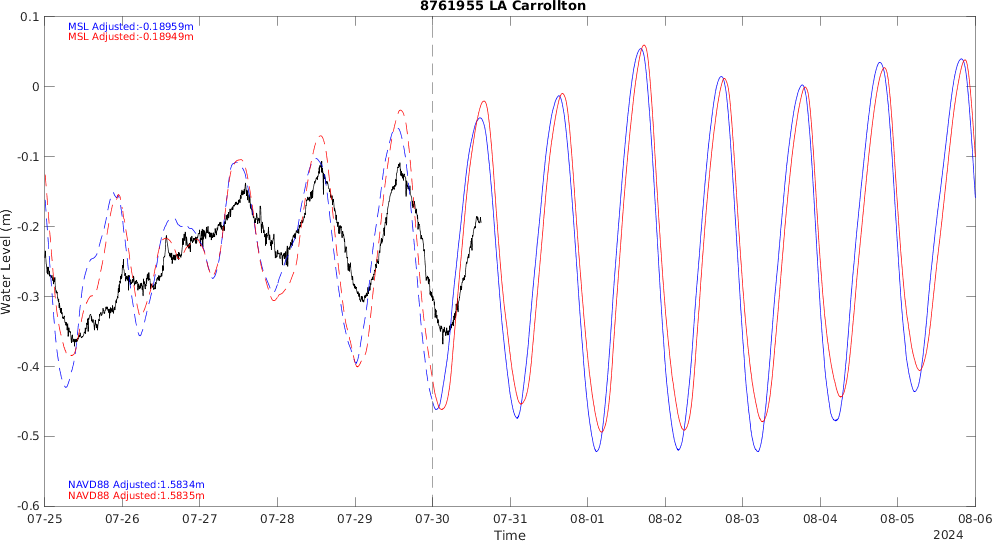 8761955 LA Carrollton
MSL Adjusted:-0.18959m
MSL Adjusted:-0.18949m
0.1
0
-0.1
-0.2
-0.3
-0.4
-0.5
-0.6
Water Level (m)
NAVD88 Adjusted:1.5834m
NAVD88 Adjusted:1.5835m
07-25 07-26 07-27 07-28 07-29 07-30 07-31 08-01 08-02 08-03 08-04 08-05 08-06
Time
2024